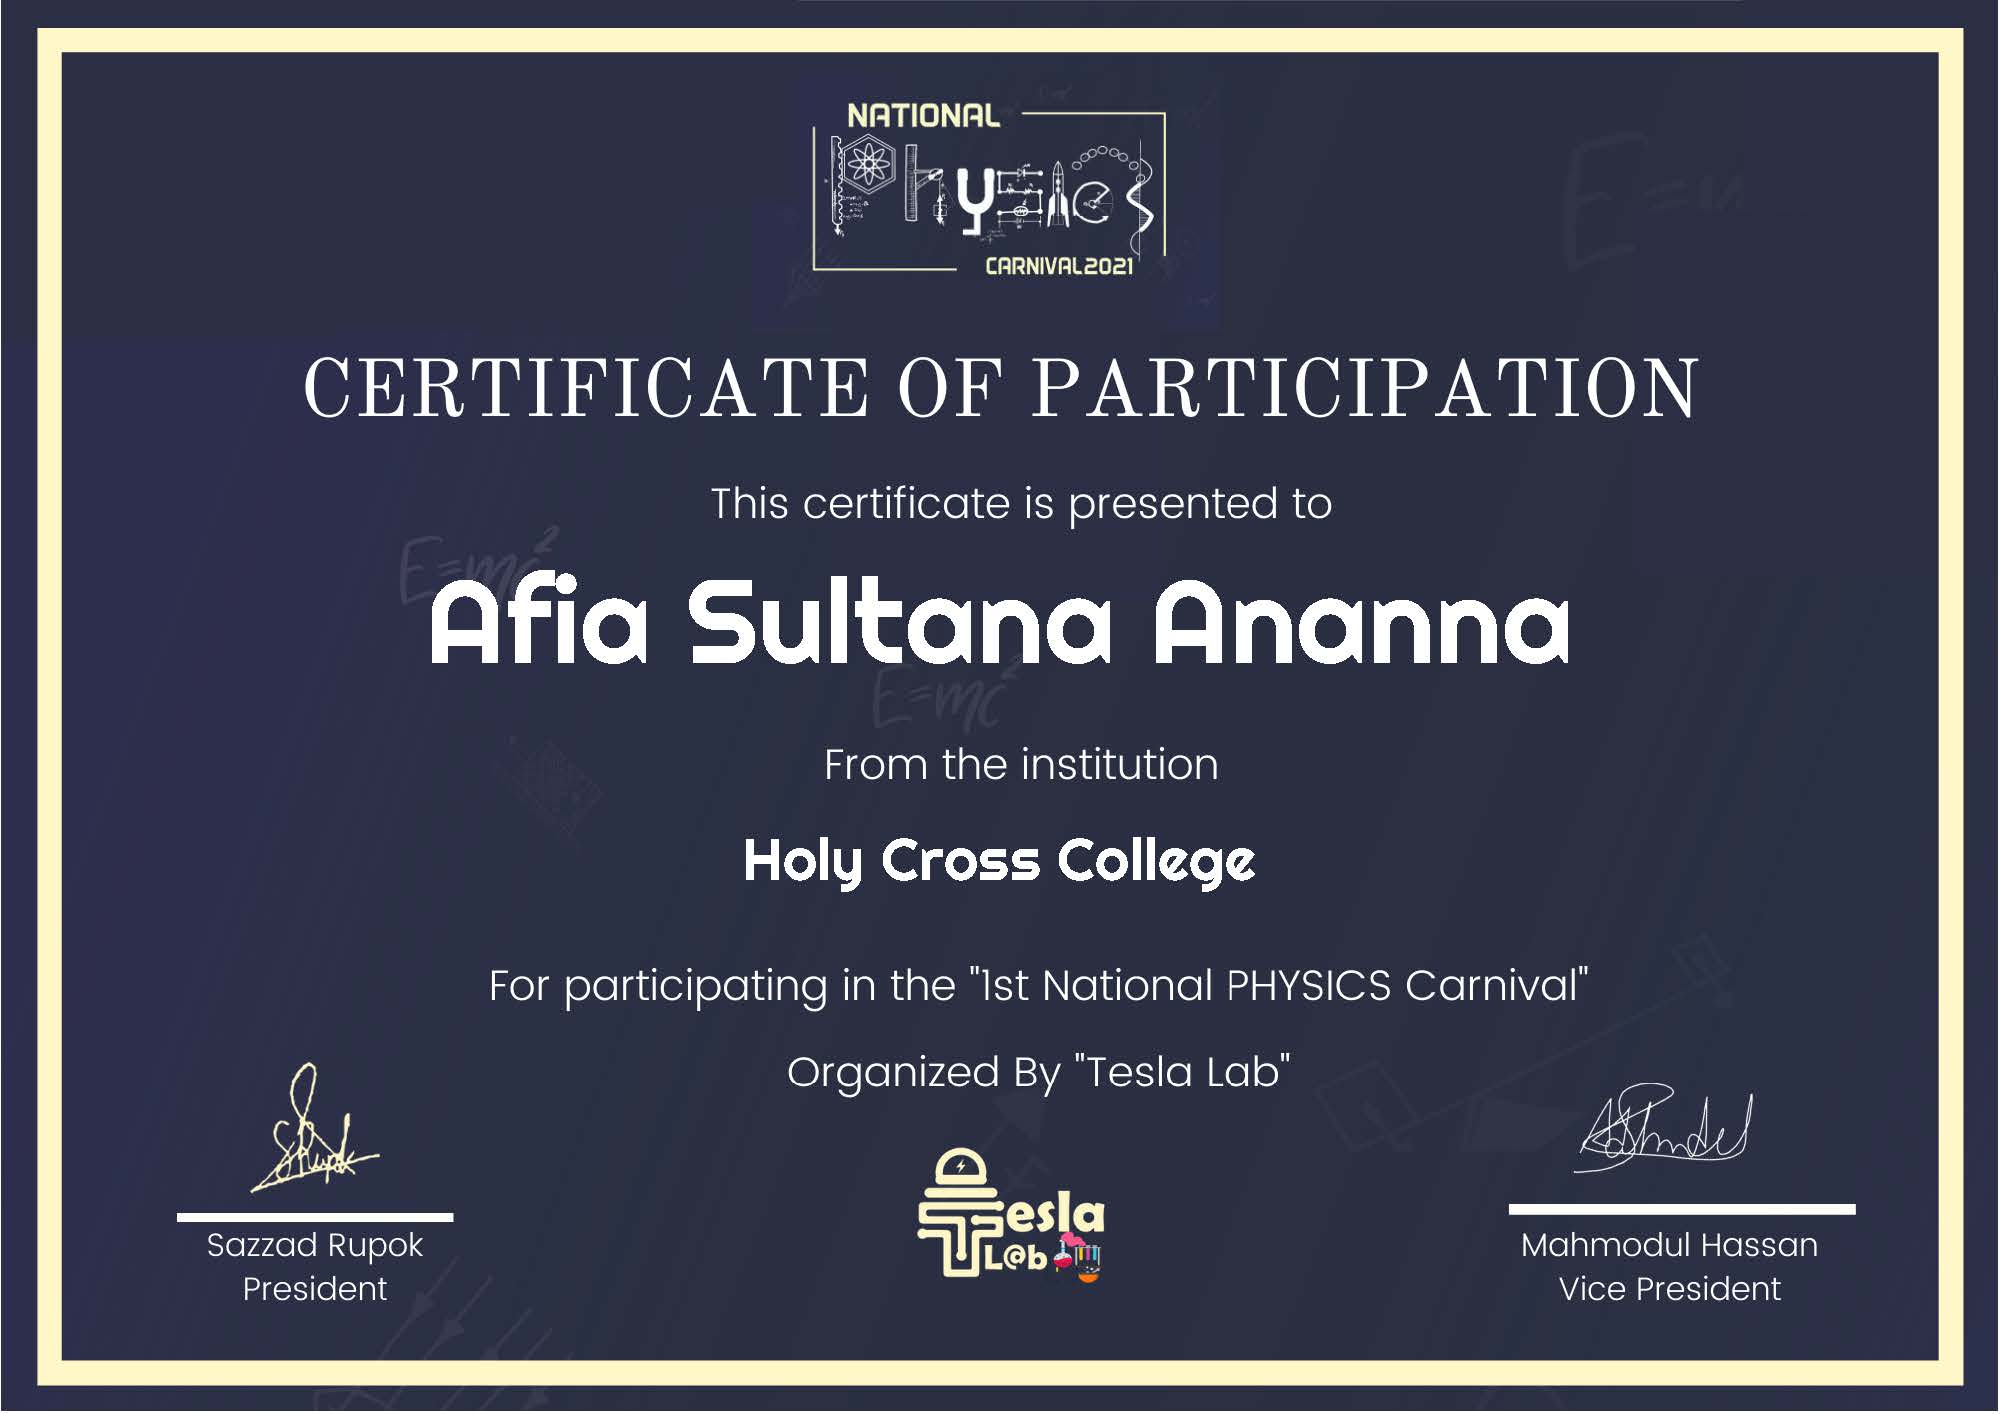 NATIONAL
Physics
CARNIVAL2021
CERTIFICATE OF PARTICIPATION
This certificate is presented to
E=mc²
Afia Sultana Ananna
E=mc²
From the institution
Holy Cross College
For participating in the "1st National PHYSICS Carnival"
Organized By "Tesla Lab"
Tesla
L@b
Sazzad Rupok
President
Mahmodul Hassan
Vice President